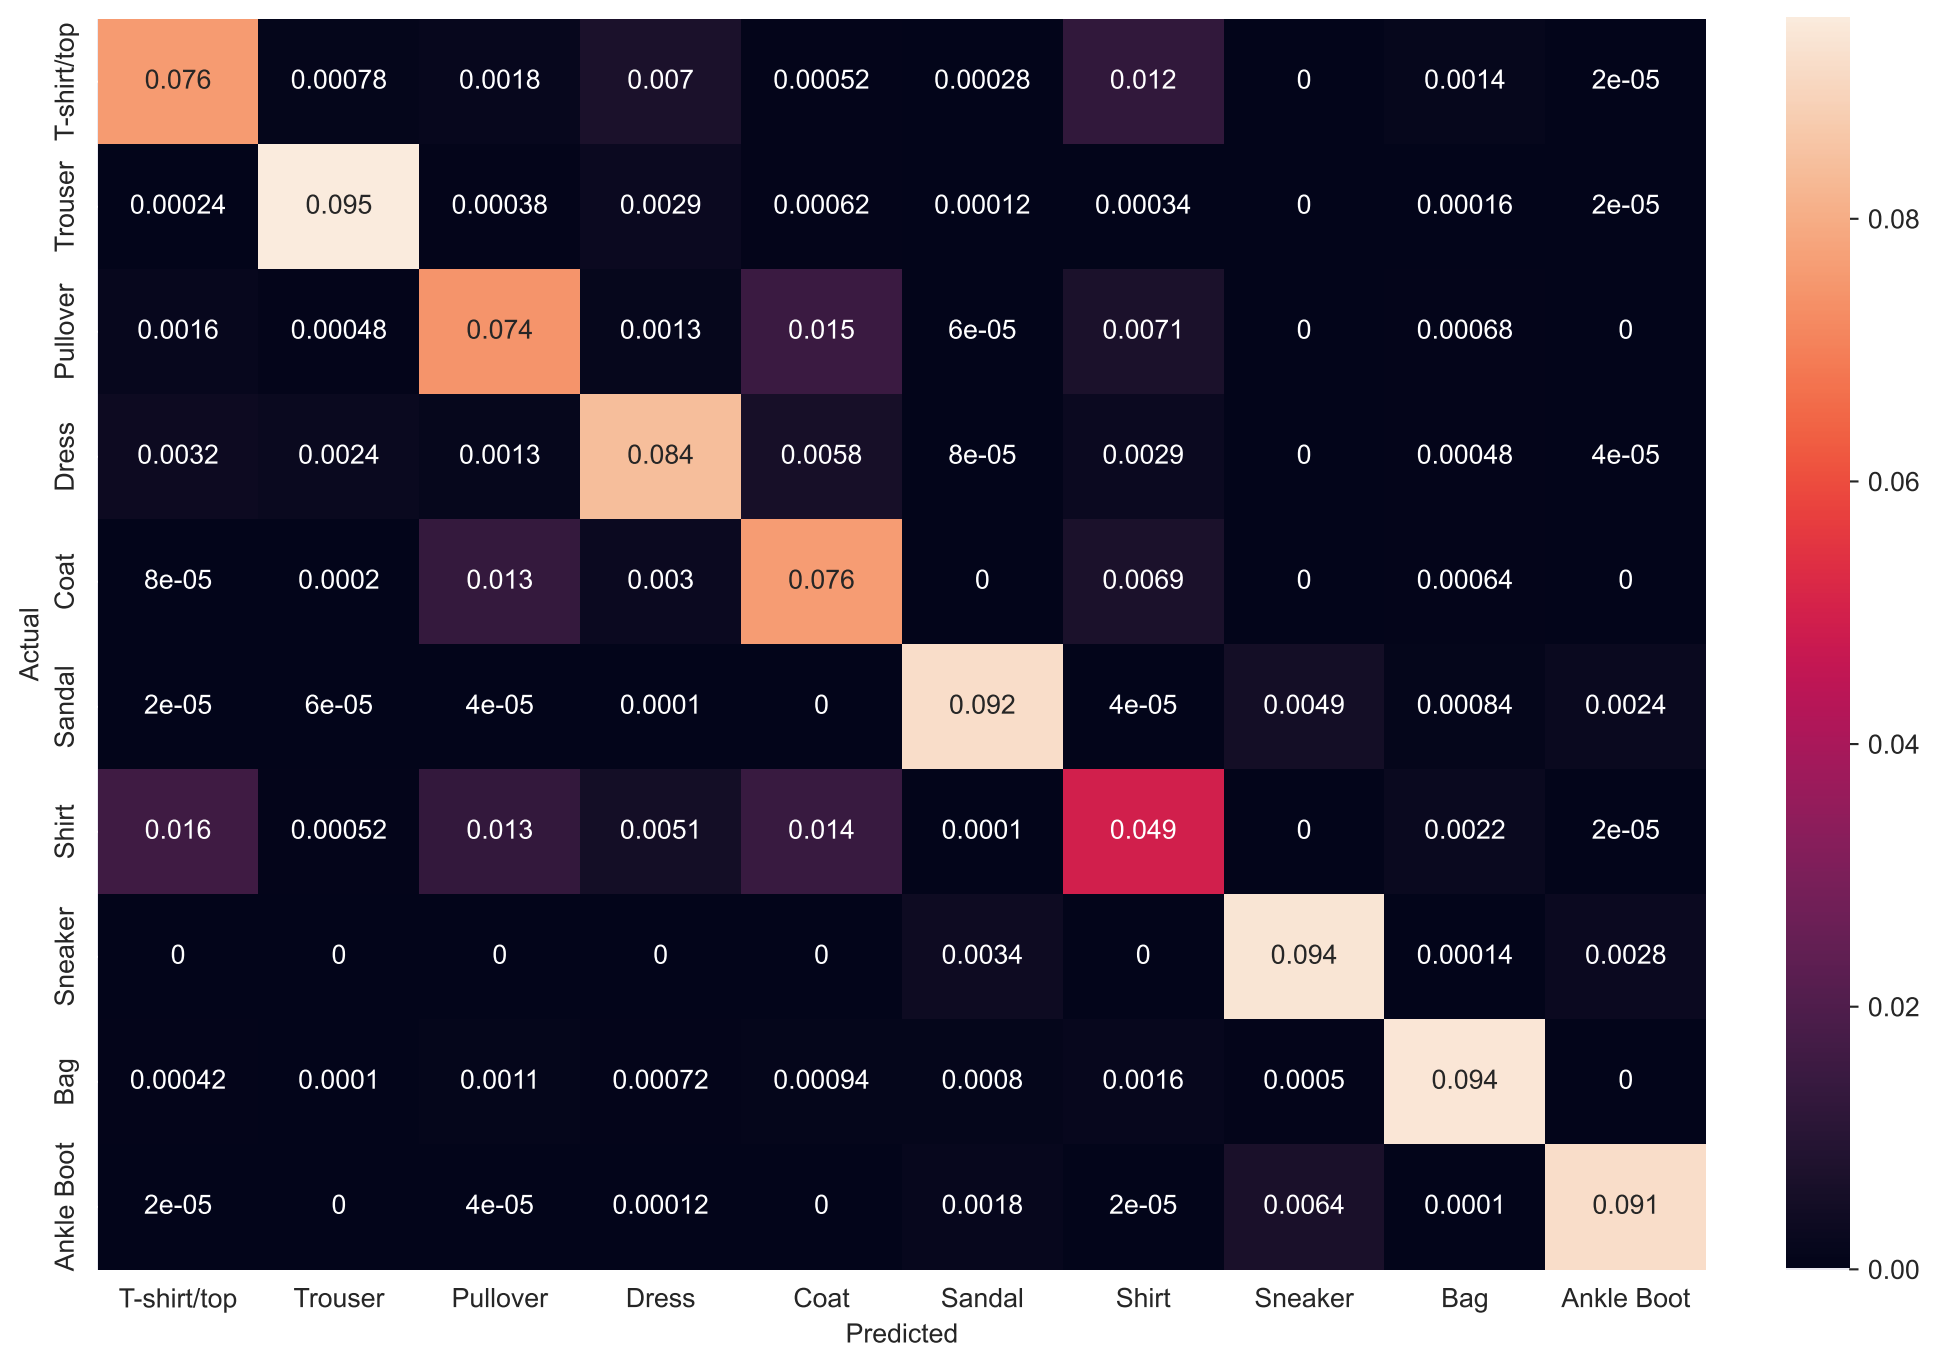 T-shirt/top 0.076 0.00078 0.0018 0.007 0.00052 0.00028 0.012 0 0.0014 2e-05
Trouser 0.00024 0.095 0.00038 0.0029 0.00062 0.00012 0.00034 0 0.00016 2e-05
Pullover 0.0016 0.00048 0.074 0.0013 0.015 6e-05 0.0071 0 0.00068 0
Dress 0.0032 0.0024 0.0013 0.084 0.0058 8e-05 0.0029 0 0.00048 4e-05
Coat 8e-05 0.0002 0.013 0.003 0.076 0 0.0069 0 0.00064 0
Actual
Sandal 2e-05 6e-05 4e-05 0.0001 0 0.092 4e-05 0.0049 0.00084 0.0024
Shirt 0.016 0.00052 0.013 0.0051 0.014 0.0001 0.049 0 0.0022 2e-05
Sneaker 0 0 0 0 0 0.0034 0 0.094 0.00014 0.0028
Bag 0.00042 0.0001 0.0011 0.00072 0.00094 0.0008 0.0016 0.0005 0.094 0
Ankle Boot 2e-05 0 4e-05 0.00012 0 0.0018 2e-05 0.0064 0.0001 0.091
T-shirt/top Trouser Pullover Dress Coat Sandal Shirt Sneaker Bag Ankle Boot
Predicted
0.08
0.06
0.04
0.02
0.00